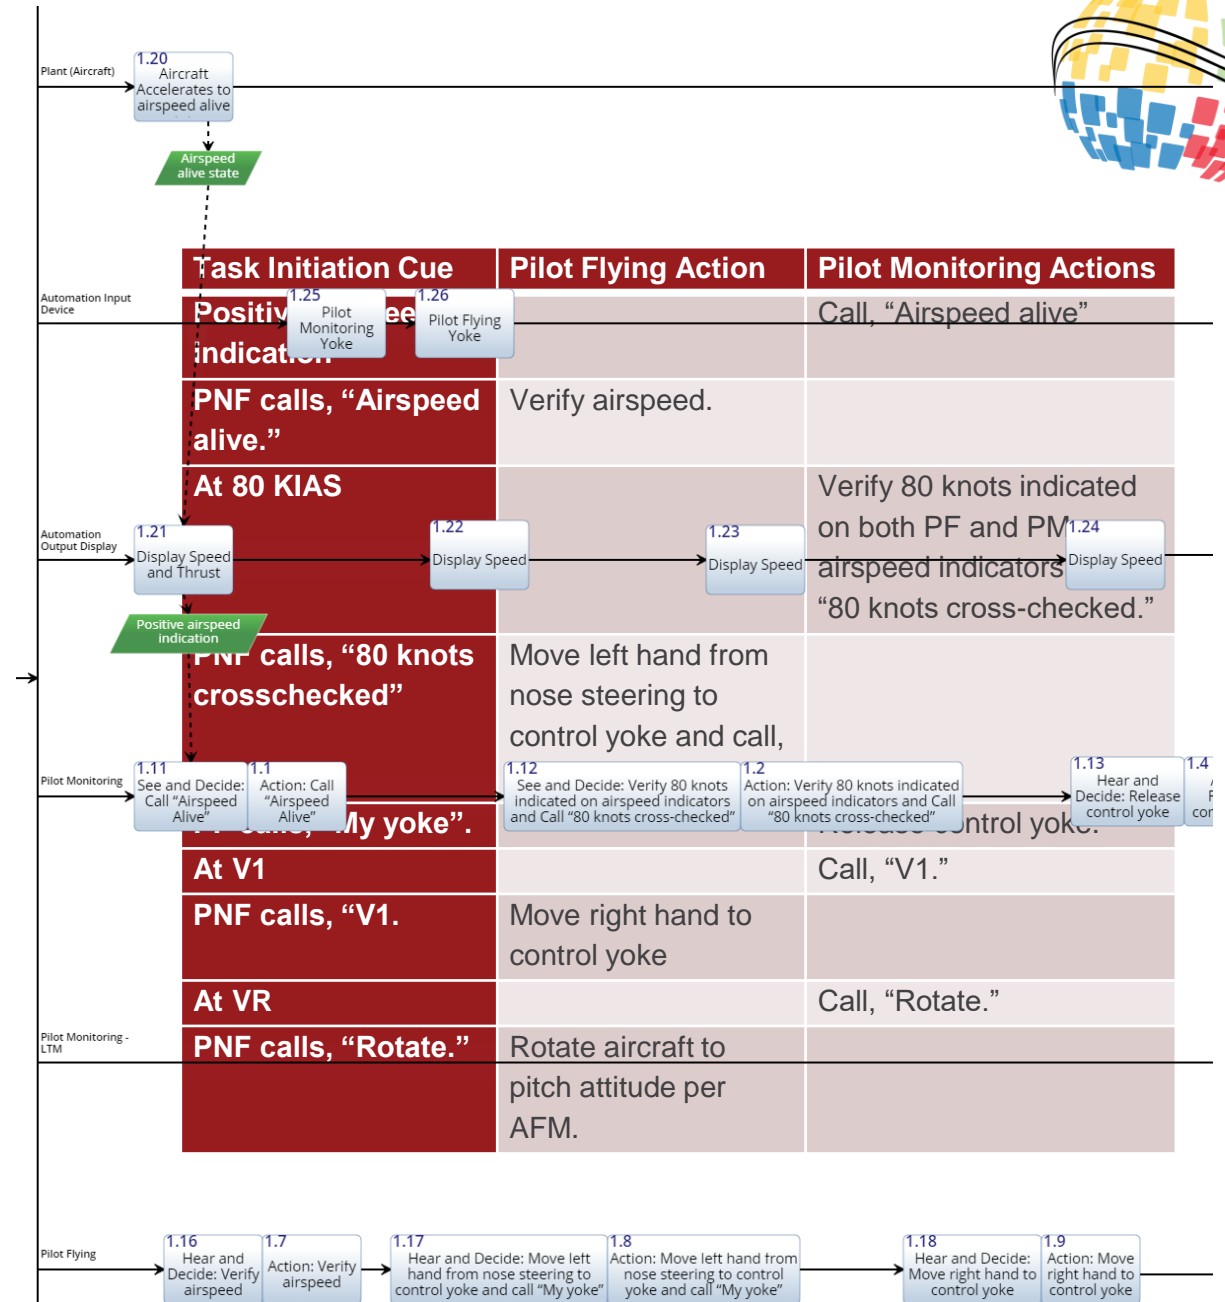 Plant (Aircraft)
1.20
Aircraft
Accelerates to
airspeed alive
Airspeed
alive state
Task Initiation Cue
Pilot Flying Action
Pilot Monitoring Actions
Automation Input
Device
1.25
Pilot
Monitoring
Yoke
1.26
Pilot Flying
Yoke
Call, “Airspeed alive”
PNF calls, “Airspeed
alive.”
Verify airspeed.
At 80 KIAS
Verify 80 knots indicated
on both PF and PM
airspeed indicators
“80 knots cross-checked.”
Automation
Output Display
1.21
Display Speed
and Thrust
1.22
Display Speed
1.23
Display Speed
1.24
Display Speed
Positive airspeed
indication
PNF calls, “80 knots
crosschecked”
Move left hand from
nose steering to
control yoke and call,
Pilot Monitoring
1.11
See and Decide:
Call “Airspeed
Alive”
1.1
Action: Call
“Airspeed
Alive”
1.12
See and Decide: Verify 80 knots
indicated on airspeed indicators
and Call “80 knots cross-checked”
1.2
Action: Verify 80 knots indicated
on airspeed indicators and Call
“80 knots cross-checked”
1.13
Hear and
Decide: Release
control yoke
1.4
calls, “My yoke”.
Release control yoke.
At V1
Call, “V1.”
PNF calls, “V1.
Move right hand to
control yoke
At VR
Call, “Rotate.”
Pilot Monitoring -
LTM
PNF calls, “Rotate.”
Rotate aircraft to
pitch attitude per
AFM.
Pilot Flying
1.16
Hear and
Decide: Verify
airspeed
1.7
Action: Verify
airspeed
1.17
Hear and Decide: Move left
hand from nose steering to
control yoke and call “My yoke”
1.8
Action: Move left hand from
nose steering to control
yoke and call “My yoke”
1.18
Hear and Decide:
Move right hand to
control yoke
1.9
Action: Move
right hand to
control yoke